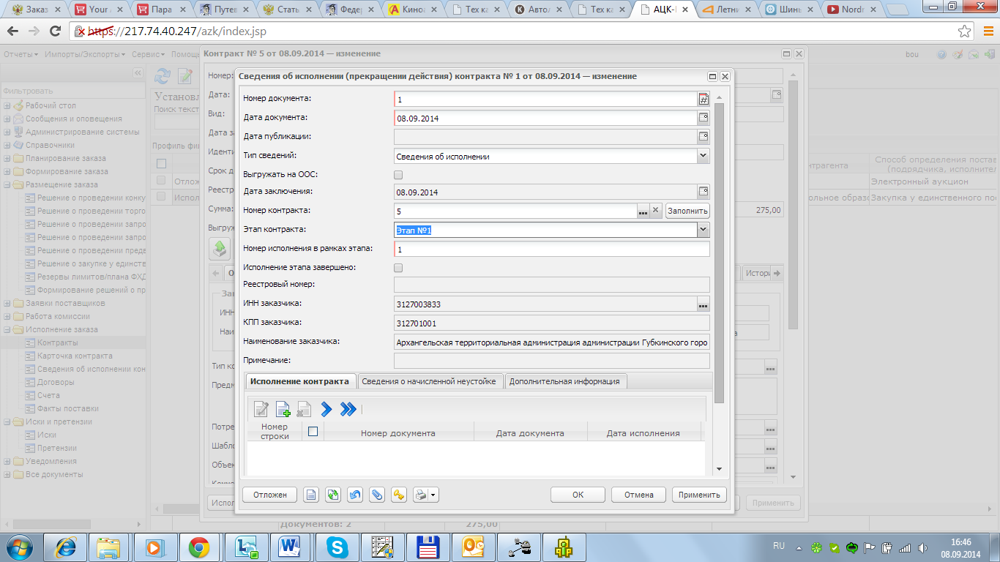 Заказ
Your A
Пара
Путев
Стать
Федер
Киноа
Тех ка
Автол
Тех ка
АЦК-
Летни
Шинь
Nordr
https://217.74.40.247/azk/index.jsp
Отчеты Импорты/Экспорты Сервис Помощь
bou
Контракт № 5 от 08.09.2014 — изменение
Сведения об исполнении (прекращении действия) контракта № 1 от 08.09.2014 — изменение
Фильтровать
Рабочий стол
Сообщения и оповещения
Администрирование системы
Справочники
Планирование заказа
Формирование заказа
Размещение заказа
Решение о проведении конку
Решение о проведении торго
Решение о проведении запро
Решение о проведении запро
Решение о проведении предв
Решение о закупке у единств
Резервы лимитов/плана ФХД
Формирование решений о пр
Заявки поставщиков
Работа комиссии
Исполнение заказа
Контракты
Карточка контракта
Сведения об исполнении кон
Договоры
Счета
Факты поставки
Иски и претензии
Иски
Претензии
Уведомления
Все документы
Установл
Поиск текст
Профиль фи
Отлож
Испол
Номер:
Дата:
Вид:
Дата за
Иденти
Срок д
Реестр
Сумма:
Выгруж
275,00
Истори
За
ИНН
Наи
Тип ко
Предм
Потре
Шабло
Объек
Испол
Применить
Документов: 2
275,00
нтрагента
Способ определения поста
(подрядчика, исполнител
Электронный аукцион
ольное образо
Закупка у единственного пос
Номер документа:
1
Дата документа:
08.09.2014
Дата публикации:
Тип сведений:
Сведения об исполнении
Выгружать на ООС:
Дата заключения:
08.09.2014
Номер контракта:
5
Заполнить
Этап контракта:
Этап №1
Номер исполнения в рамках этапа:
1
Исполнение этапа завершено:
Реестровый номер:
ИНН заказчика:
3127003833
КПП заказчика:
312701001
Наименование заказчика:
Архангельская территориальная администрация администрации Губкинского горо
Примечание:
Исполнение контракта
Сведения о начисленной неустойке
Дополнительная информация
Номер строки
Номер документа
Дата документа
Дата исполнения
Отложен
ОК
Отмена
Применить
RU
16:46
08.09.2014